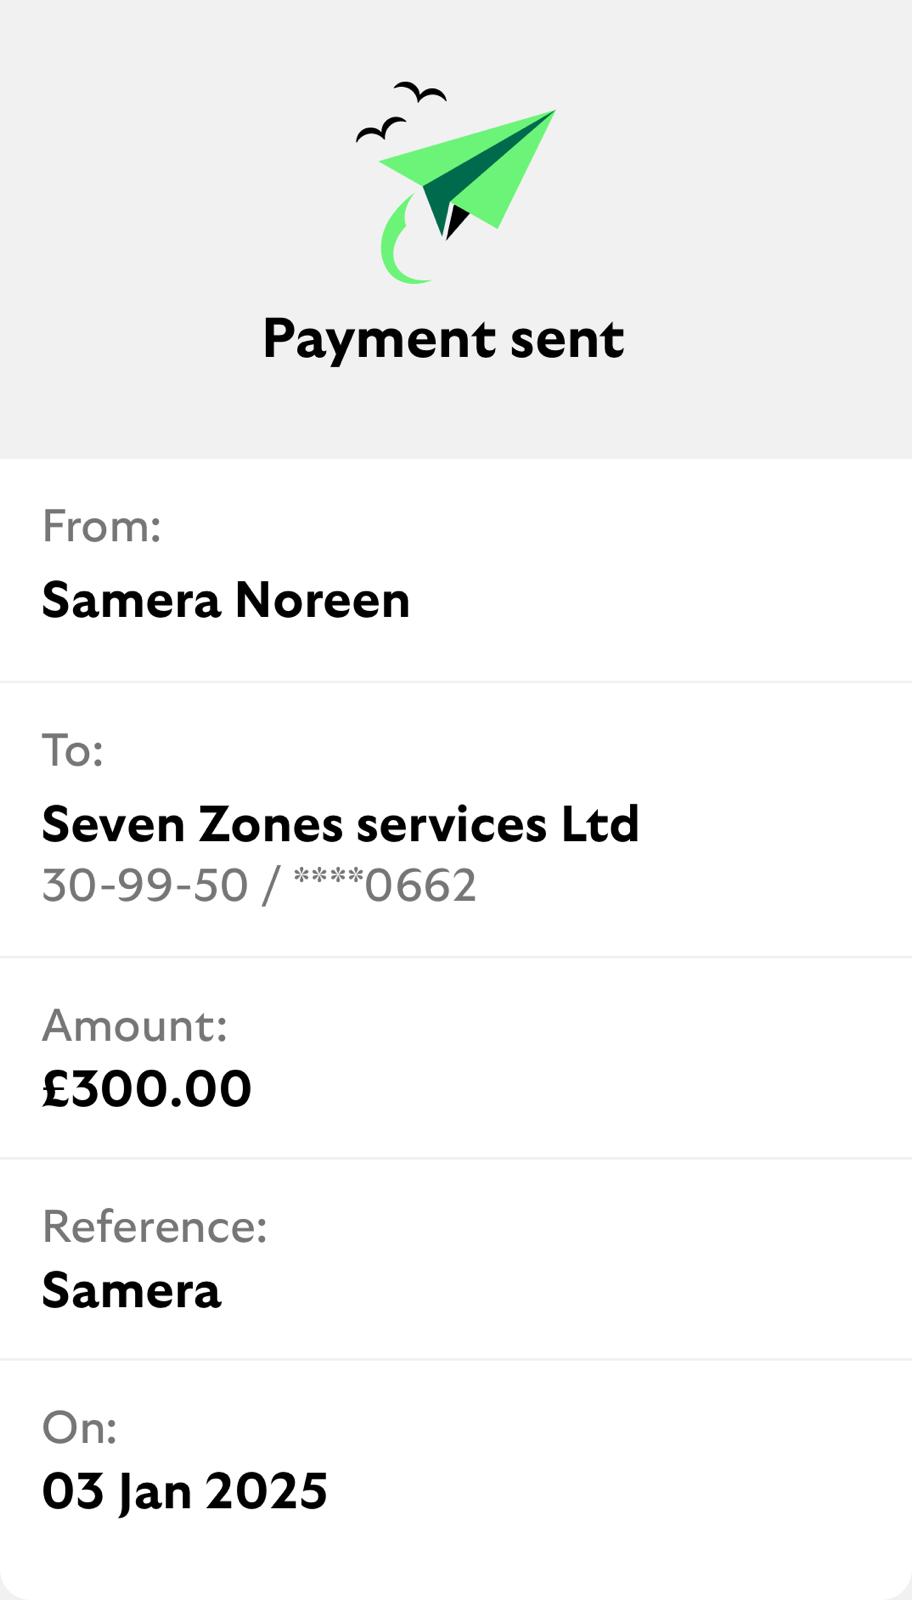 Payment sent
From:
Samera Noreen
To:
Seven Zones services Ltd
30-99-50 / ****0662
Amount:
£300.00
Reference:
Samera
On:
03 Jan 2025